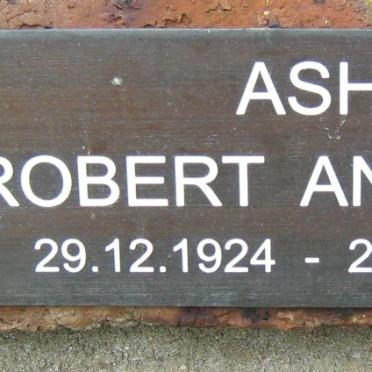 ASH
ROBERT AN
29.12.1924 - 2